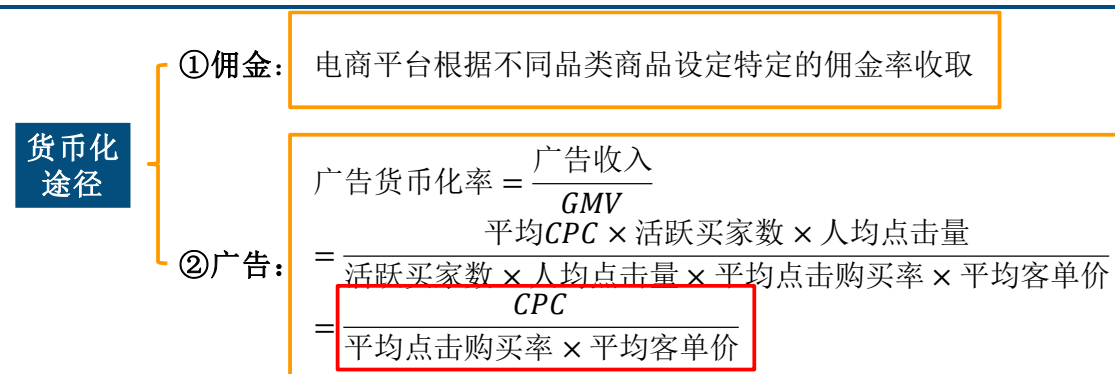 ①佣金： 电商平台根据不同品类商品设定特定的佣金率收取
货币化
途径
②广告：
广告货币化率 = 广告收入 / GMV
= 平均CPC × 活跃买家数 × 人均点击量 / 活跃买家数 × 人均点击量 × 平均点击购买率 × 平均客单价
= CPC / 平均点击购买率 × 平均客单价